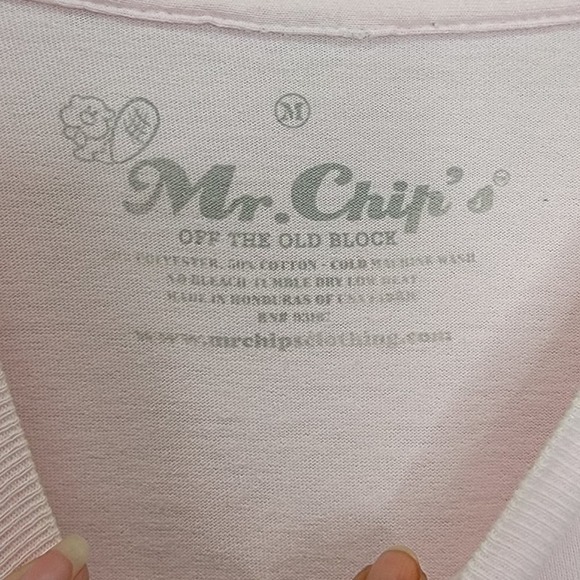 M
Mr. Chip's
OFF THE OLD BLOCK
POLYESTER, 50% COTTON - COLD MACHINE WASH
NO BLEACH TUMBLE DRY LOW HEAT
MADE IN HONDURAS OF USA FABRIC
RN#
www.mrchipsclothing.com